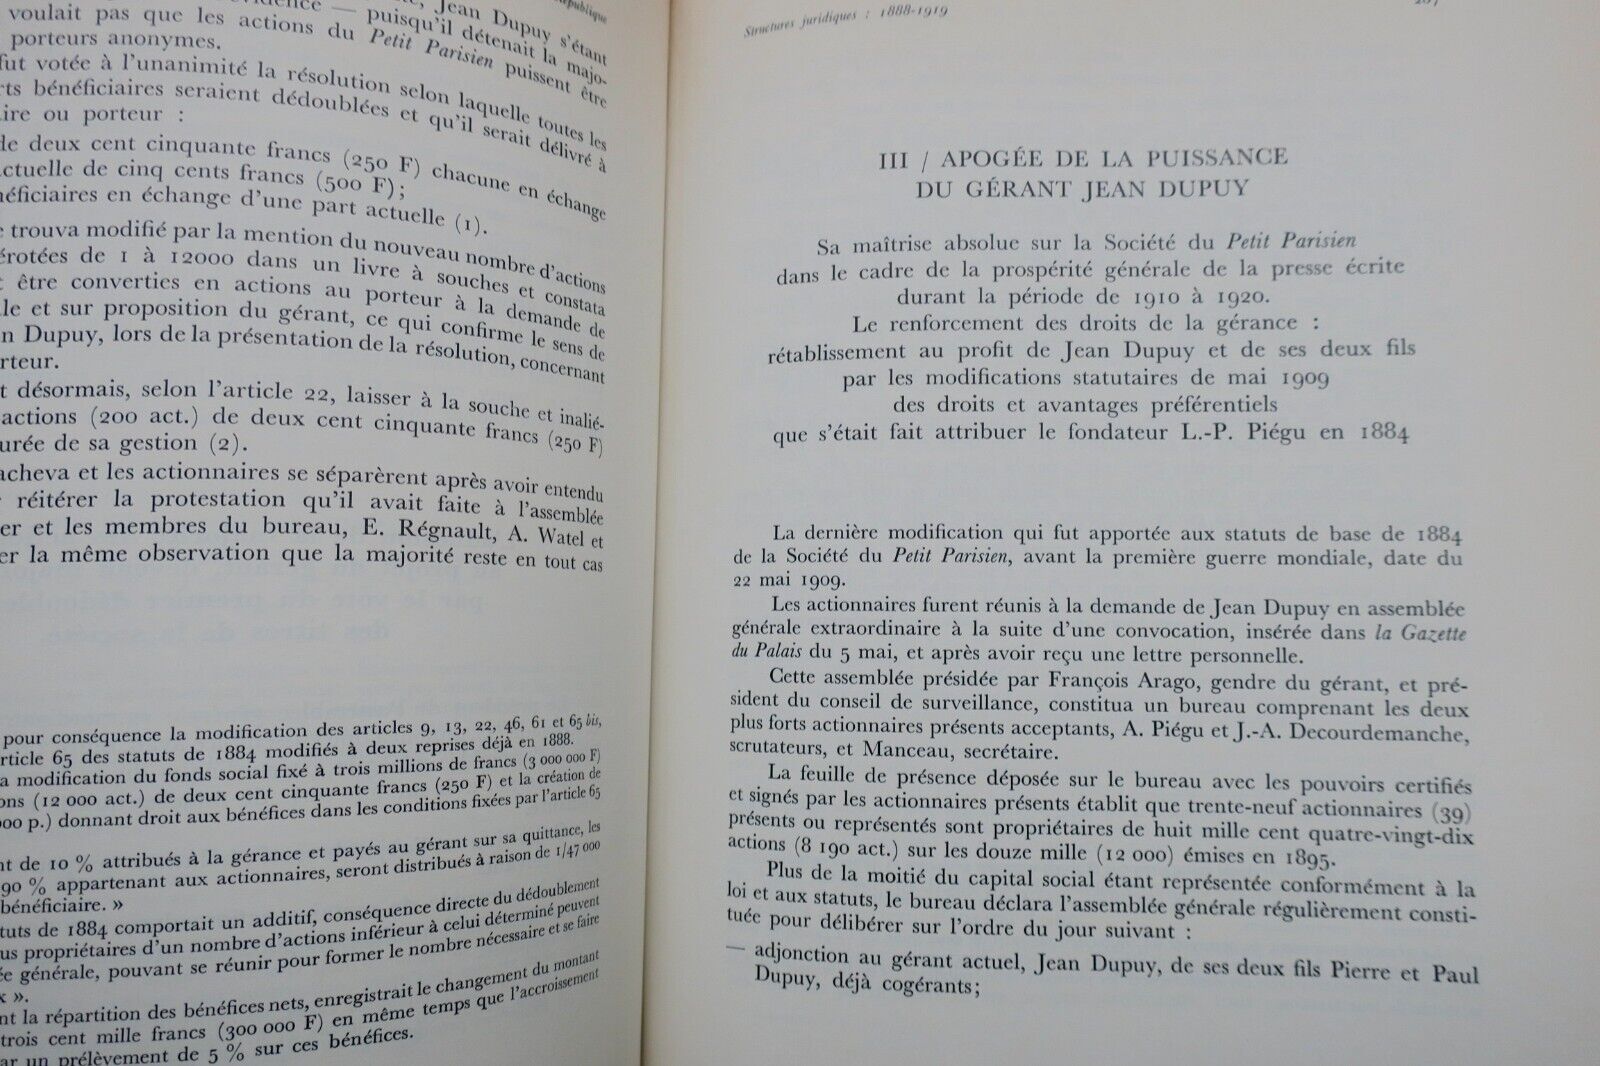 République
Jean Dupuy s'étant
— puisqu'il détenait la majo-
voulait pas que les actions du Petit Parisien puissent être
porteurs anonymes.
fut votée à l'unanimité la résolution selon laquelle toutes les
bénéficiaires seraient dédoublées et qu'il serait délivré à
ou porteur :
de deux cent cinquante francs (250 F) chacune en échange
actuelle de cinq cents francs (500 F);
en échange d'une part actuelle (1).
trouva modifié par la mention du nouveau nombre d'actions
de 1 à 12000 dans un livre à souches et constata
être converties en actions au porteur à la demande de
et sur proposition du gérant, ce qui confirme le sens de
Dupuy, lors de la présentation de la résolution, concernant
désormais, selon l'article 22, laisser à la souche et inalié-
actions (200 act.) de deux cent cinquante francs (250 F)
de sa gestion (2).
acheva et les actionnaires se séparèrent après avoir entendu
réitérer la protestation qu'il avait faite à l'assemblée
et les membres du bureau, E. Régnault, A. Watel et
la même observation que la majorité reste en tout cas
pour conséquence la modification des articles 9, 13, 22, 46, 61 et 65 bis,
article 65 des statuts de 1884 modifiés à deux reprises déjà en 1888.
la modification du fonds social fixé à trois millions de francs (3 000 000 F)
(12 000 act.) de deux cent cinquante francs (250 F) et la création de
p.) donnant droit aux bénéfices dans les conditions fixées par l'article 65
de 10 % attribués à la gérance et payés au gérant sur sa quittance, les
90 % appartenant aux actionnaires, seront distribués à raison de 1/47 000
bénéficiaire. »
de 1884 comportait un additif, conséquence directe du dédoublement
propriétaires d'un nombre d'actions inférieur à celui déterminé peuvent
générale, pouvant se réunir pour former le nombre nécessaire et se faire
».
la répartition des bénéfices nets, enregistrait le changement du montant
trois cent mille francs (300 000 F) en même temps que l'accroissement
un prélèvement de 5 % sur ces bénéfices.
Structures juridiques : 1888-1919
III / APOGÉE DE LA PUISSANCE
DU GÉRANT JEAN DUPUY
Sa maîtrise absolue sur la Société du Petit Parisien
dans le cadre de la prospérité générale de la presse écrite
durant la période de 1910 à 1920.
Le renforcement des droits de la gérance :
rétablissement au profit de Jean Dupuy et de ses deux fils
par les modifications statutaires de mai 1909
des droits et avantages préférentiels
que s'était fait attribuer le fondateur L.-P. Piégu en 1884
La dernière modification qui fut apportée aux statuts de base de 1884
de la Société du Petit Parisien, avant la première guerre mondiale, date du
22 mai 1909.
Les actionnaires furent réunis à la demande de Jean Dupuy en assemblée
générale extraordinaire à la suite d'une convocation, insérée dans la Gazette
du Palais du 5 mai, et après avoir reçu une lettre personnelle.
Cette assemblée présidée par François Arago, gendre du gérant, et pré-
sident du conseil de surveillance, constitua un bureau comprenant les deux
plus forts actionnaires présents acceptants, A. Piégu et J.-A. Decourdemanche,
scrutateurs, et Manceau, secrétaire.
La feuille de présence déposée sur le bureau avec les pouvoirs certifiés
et signés par les actionnaires présents établit que trente-neuf actionnaires (39)
présents ou représentés sont propriétaires de huit mille cent quatre-vingt-dix
actions (8 190 act.) sur les douze mille (12 000) émises en 1895.
Plus de la moitié du capital social étant représentée conformément à la
loi et aux statuts, le bureau déclara l'assemblée générale régulièrement consti-
tuée pour délibérer sur l'ordre du jour suivant :
— adjonction au gérant actuel, Jean Dupuy, de ses deux fils Pierre et Paul
Dupuy, déjà cogérants;